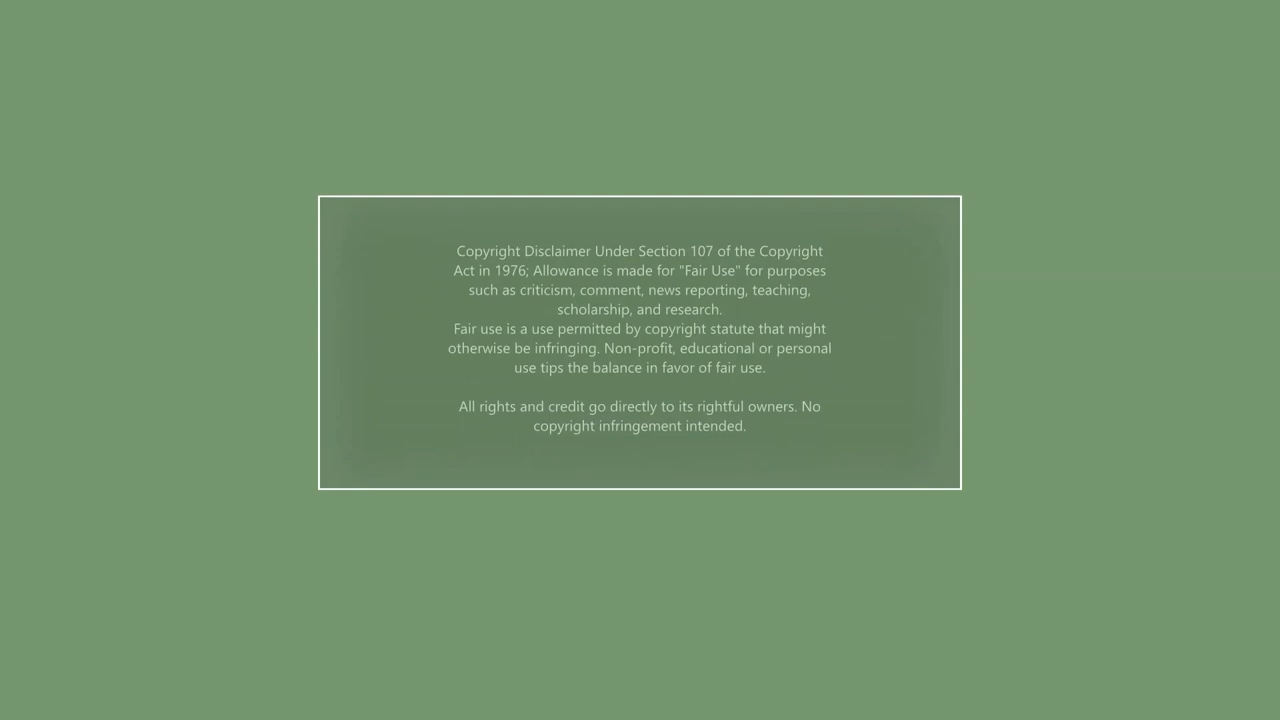 Copyright Disclaimer Under Section 107 of the Copyright
Act in 1976; Allowance is made for "Fair Use" for purposes
such as criticism, comment, news reporting, teaching,
scholarship, and research.
Fair use is a use permitted by copyright statute that might
otherwise be infringing. Non-profit, educational or personal
use tips the balance in favor of fair use.
All rights and credit go directly to its rightful owners. No
copyright infringement intended.